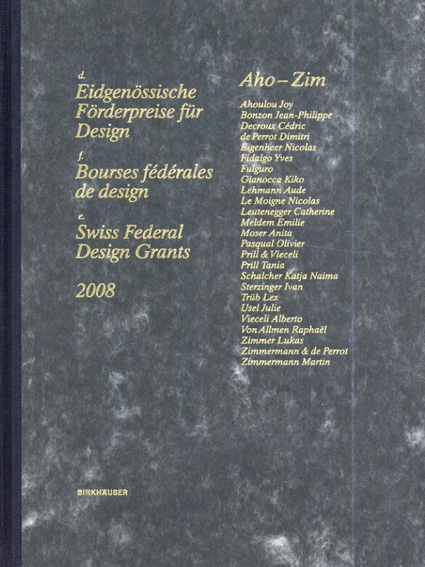 d.
Eidgenössische
Förderpreise für
Design
f.
Bourses fédérales
de design
e.
Swiss Federal
Design Grants
2008
Aho – Zim
Ahoulou Joy
Bonzon Jean-Philippe
Decroux Cédric
de Perrot Dimitri
Eigenheer Nicolas
Fidalgo Yves
Fulguro
Gianocca Kiko
Lehmann Aude
Le Moigne Nicolas
Leutenegger Catherine
Meldem Emilie
Moser Anita
Pasqual Olivier
Prill & Vieceli
Prill Tania
Schalcher Katja Naima
Sterzinger Ivan
Trüb Lex
Usel Julie
Vieceli Alberto
Von Allmen Raphaël
Zimmer Lukas
Zimmermann & de Perrot
Zimmermann Martin
BIRKHÄUSER